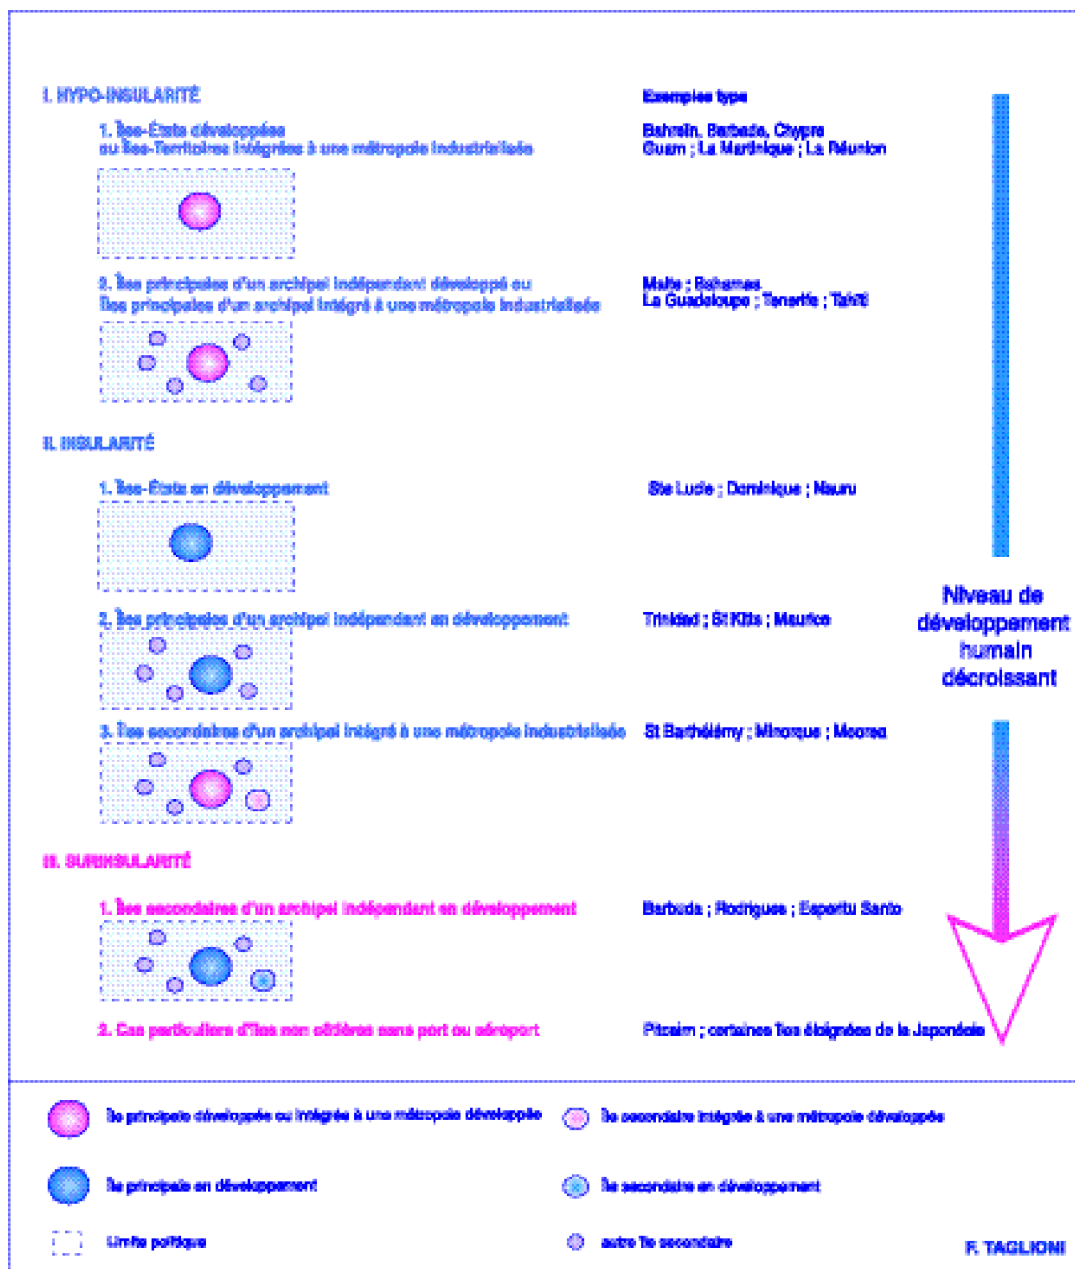 I. HYPO-INSULARITÉ
Exemples type
1. Îles-États développées
ou Îles-Territoires intégrées à une métropole industrialisée
Bahreïn, Barbade, Chypre
Guam ; La Martinique ; La Réunion
2. Îles principales d'un archipel indépendant développé ou
îles principales d'un archipel intégré à une métropole industrialisée
Malte ; Bahamas
La Guadeloupe ; Tenerife ; Tahiti
II. INSULARITÉ
1. Îles-États en développement
Ste Lucie ; Dominique ; Nauru
2. Îles principales d'un archipel indépendant en développement
Trinidad ; St Kitts ; Maurice
3. Îles secondaires d'un archipel intégré à une métropole industrialisée
St Barthélémy ; Minorque ; Moorea
Niveau de
développement
humain
décroissant
III. SURINSULARITÉ
1. Îles secondaires d'un archipel indépendant en développement
Barbuda ; Rodrigues ; Espiritu Santo
2. Cas particuliers d'îles non côtières sans port ou aéroport
Pitcairn ; certaines îles éloignées de la Japonésie
Île principale développée ou intégrée à une métropole développée
Île secondaire intégrée à une métropole développée
Île principale en développement
Île secondaire en développement
Limite politique
autre île secondaire
F. TAGLIONI